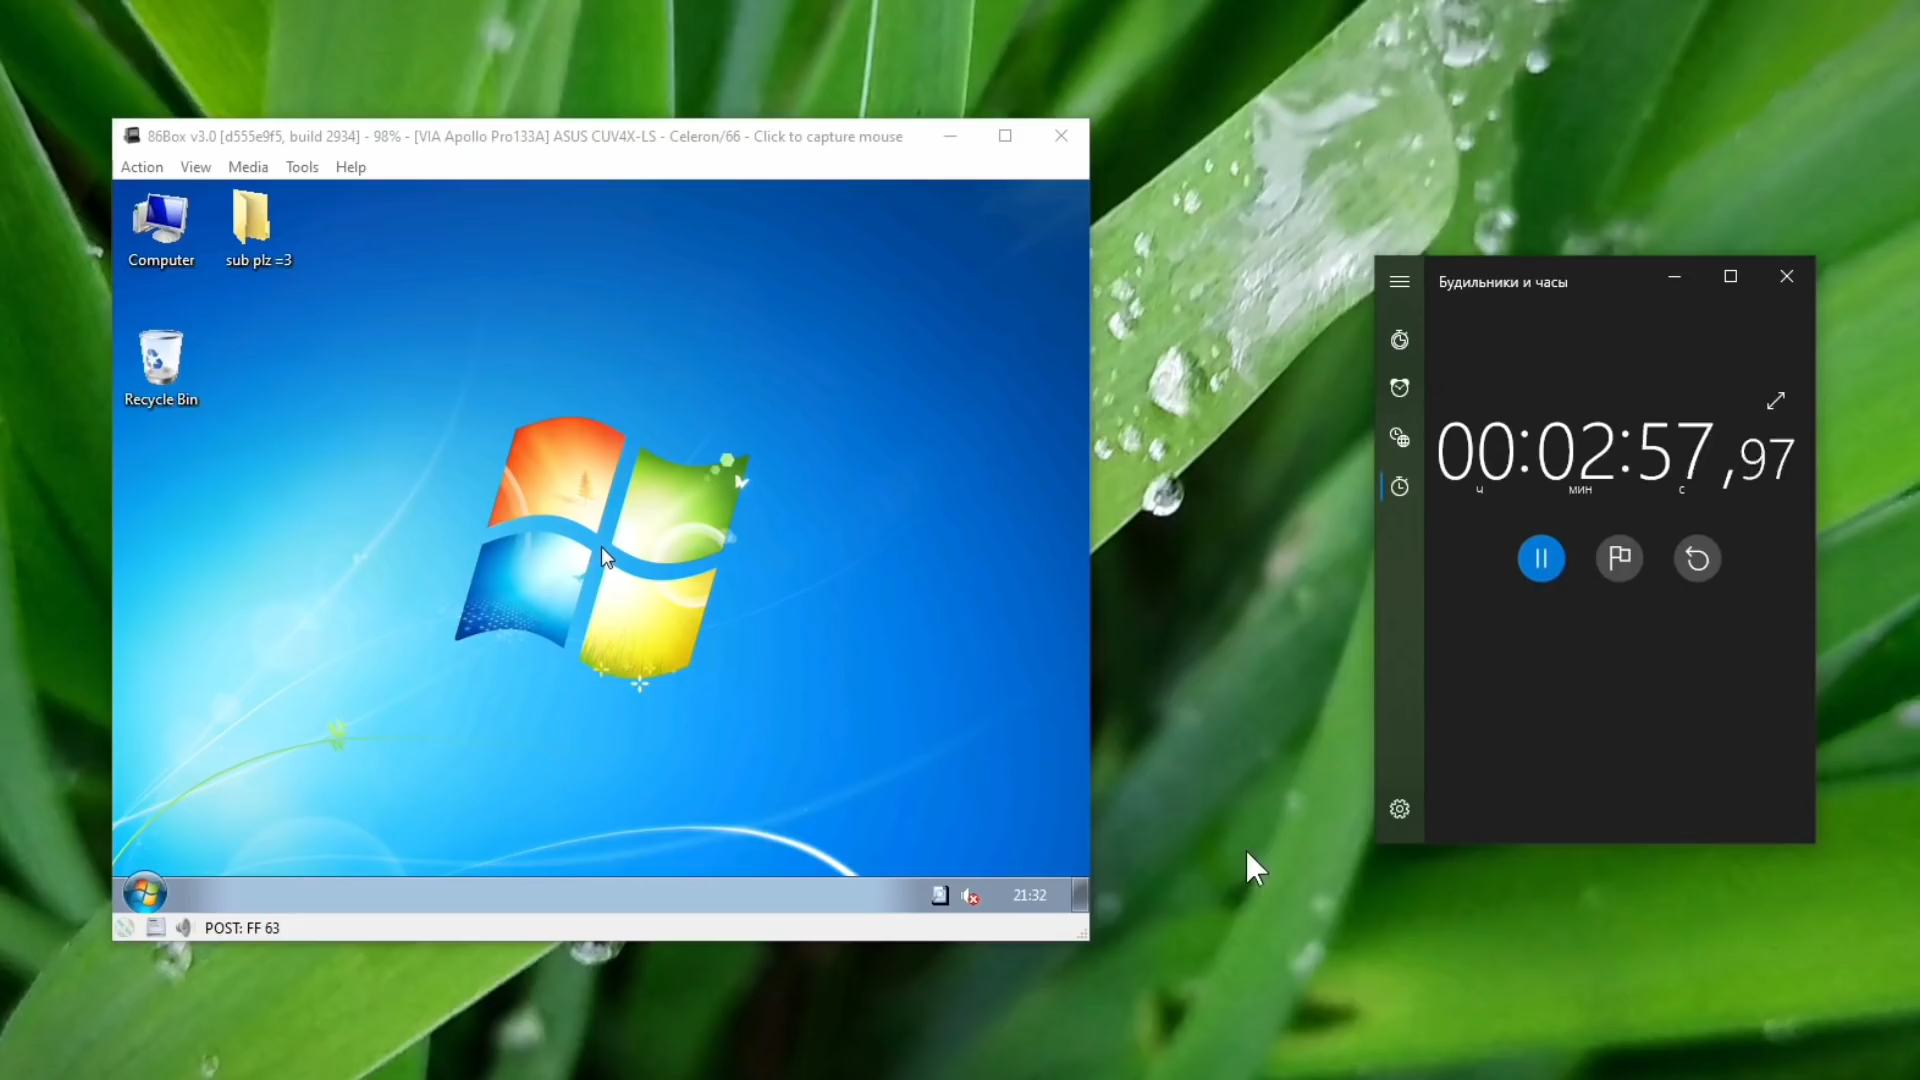 86Box v3.0 [d555e9f5, build 2934] - 98% - [VIA Apollo Pro133A] ASUS CUV4X-LS - Celeron/66 - Click to capture mouse
Action View Media Tools Help
Computer
sub plz =3
Recycle Bin
21:32
POST: FF 63
Будильники и часы
00:02:57,97
ч мин с